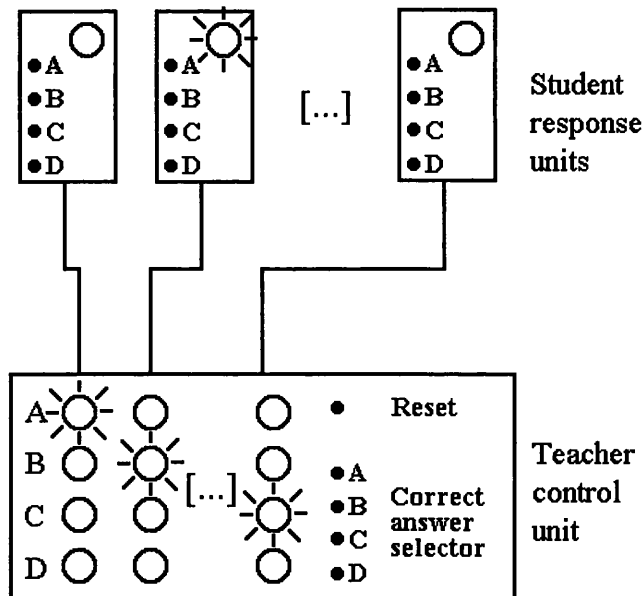 A
B
C
D
A
B
C
D
[...]
A
B
C
D
Student
response
units
A
B
C
D
[...]
Reset
A
B
C
D
Correct
answer
selector
Teacher
control
unit